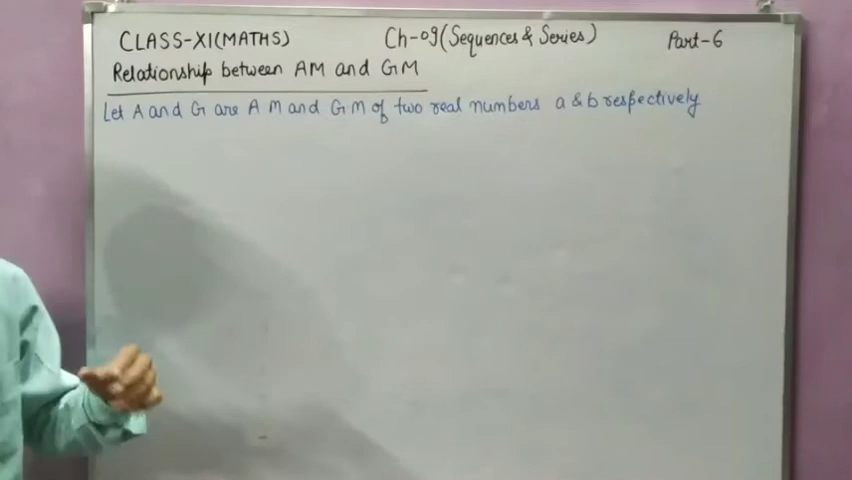 CLASS-XI(MATHS) Ch-09(Sequences & Series) Part-6
Relationship between AM and GM
Let A and G are A M and G M of two real numbers a & b respectively